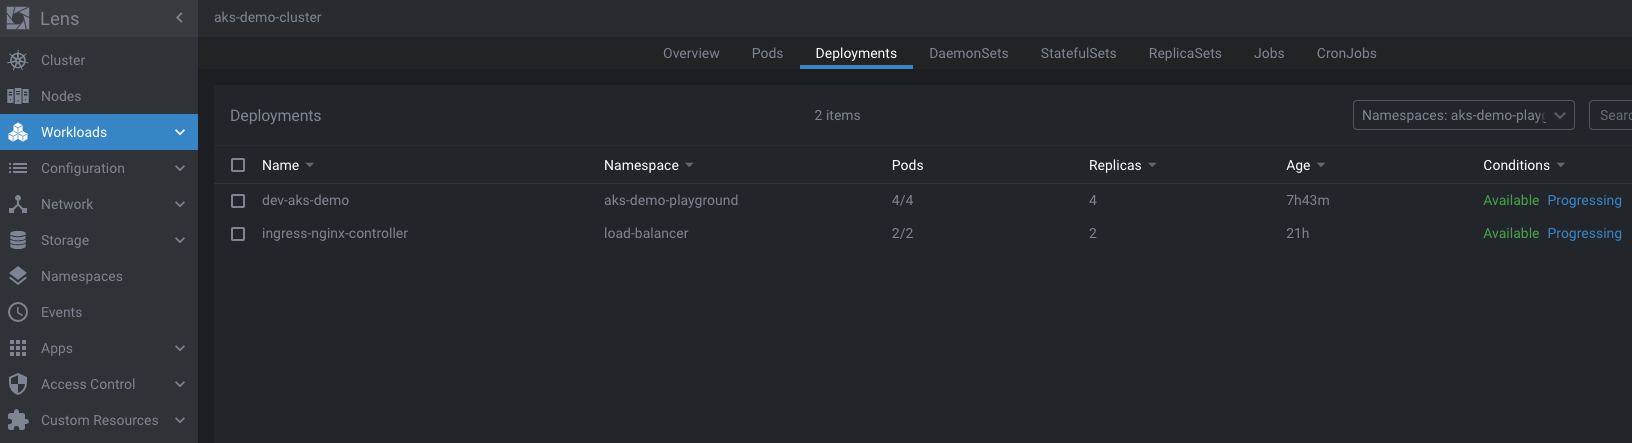 Lens
aks-demo-cluster
Cluster
Nodes
Workloads
Configuration
Network
Storage
Namespaces
Events
Apps
Access Control
Custom Resources
Overview Pods Deployments DaemonSets StatefulSets ReplicaSets Jobs CronJobs
Deployments 2 items Namespaces: aks-demo-play
Name Namespace Pods Replicas Age Conditions
dev-aks-demo aks-demo-playground 4/4 4 7h43m Available Progressing
ingress-nginx-controller load-balancer 2/2 2 21h Available Progressing